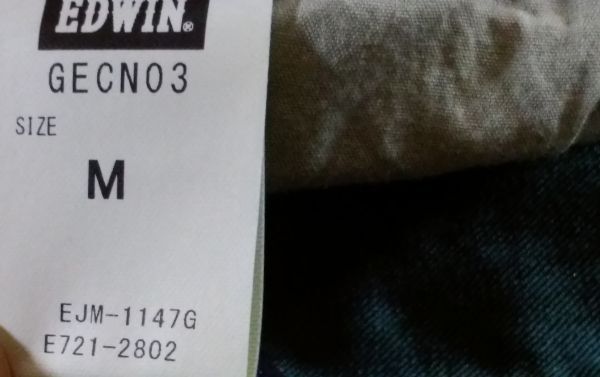 EDWIN®
GECN03
SIZE
M
EJM-1147G
E721-2802